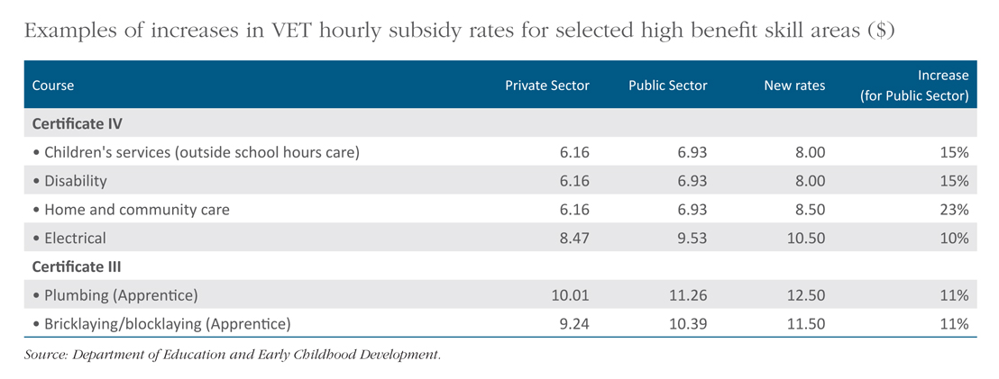 Examples of increases in VET hourly subsidy rates for selected high benefit skill areas ($)
Course Private Sector Public Sector New rates Increase
(for Public Sector)
Certificate IV
• Children's services (outside school hours care) 6.16 6.93 8.00 15%
• Disability 6.16 6.93 8.00 15%
• Home and community care 6.16 6.93 8.50 23%
• Electrical 8.47 9.53 10.50 10%
Certificate III
• Plumbing (Apprentice) 10.01 11.26 12.50 11%
• Bricklaying/blocklaying (Apprentice) 9.24 10.39 11.50 11%
Source: Department of Education and Early Childhood Development.